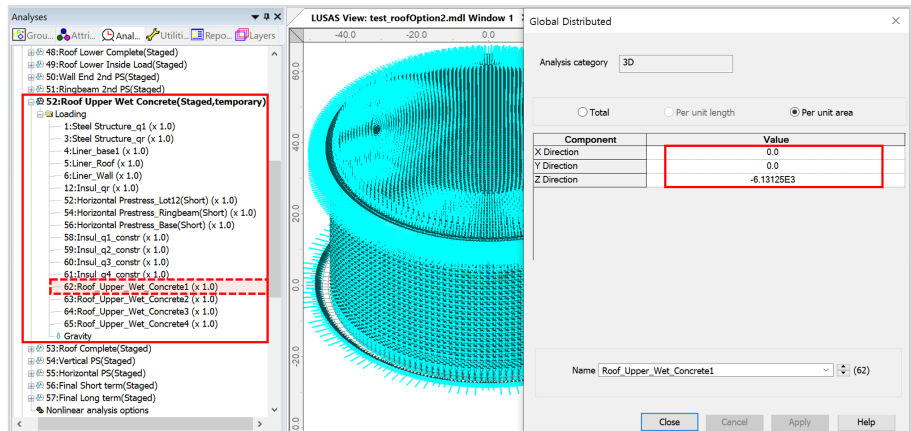 Analyses
Grou...
Attri...
Anal...
Utiliti...
Repo...
Layers
48:Roof Lower Complete(Staged)
49:Roof Lower Inside Load(Staged)
50:Wall End 2nd PS(Staged)
51:Ringbeam 2nd PS(Staged)
52:Roof Upper Wet Concrete(Staged,temporary)
Loading
1:Steel Structure_q1 (x 1.0)
3:Steel Structure_qr (x 1.0)
4:Liner_base1 (x 1.0)
5:Liner_Roof (x 1.0)
6:Liner_Wall (x 1.0)
12:Insul_qr (x 1.0)
52:Horizontal Prestress_Lot12(Short) (x 1.0)
54:Horizontal Prestress_Ringbeam(Short) (x 1.0)
56:Horizontal Prestress_Base(Short) (x 1.0)
58:Insul_q1_constr (x 1.0)
59:Insul_q2_constr (x 1.0)
60:Insul_q3_constr (x 1.0)
61:Insul_q4_constr (x 1.0)
62:Roof_Upper_Wet_Concrete1 (x 1.0)
63:Roof_Upper_Wet_Concrete2 (x 1.0)
64:Roof_Upper_Wet_Concrete3 (x 1.0)
65:Roof_Upper_Wet_Concrete4 (x 1.0)
Gravity
53:Roof Complete(Staged)
54:Vertical PS(Staged)
55:Horizontal PS(Staged)
56:Final Short term(Staged)
57:Final Long term(Staged)
Nonlinear analysis options
LUSAS View: test_roofOption2.mdl Window 1
-40.0 -20.0 0.0
60.0
40.0
20.0
0.0
-20.0
0.0
Global Distributed
Analysis category 3D
Total Per unit length Per unit area
Component Value
X Direction 0.0
Y Direction 0.0
Z Direction -6.13125E3
Name Roof_Upper_Wet_Concrete1 (62)
Close Cancel Apply Help